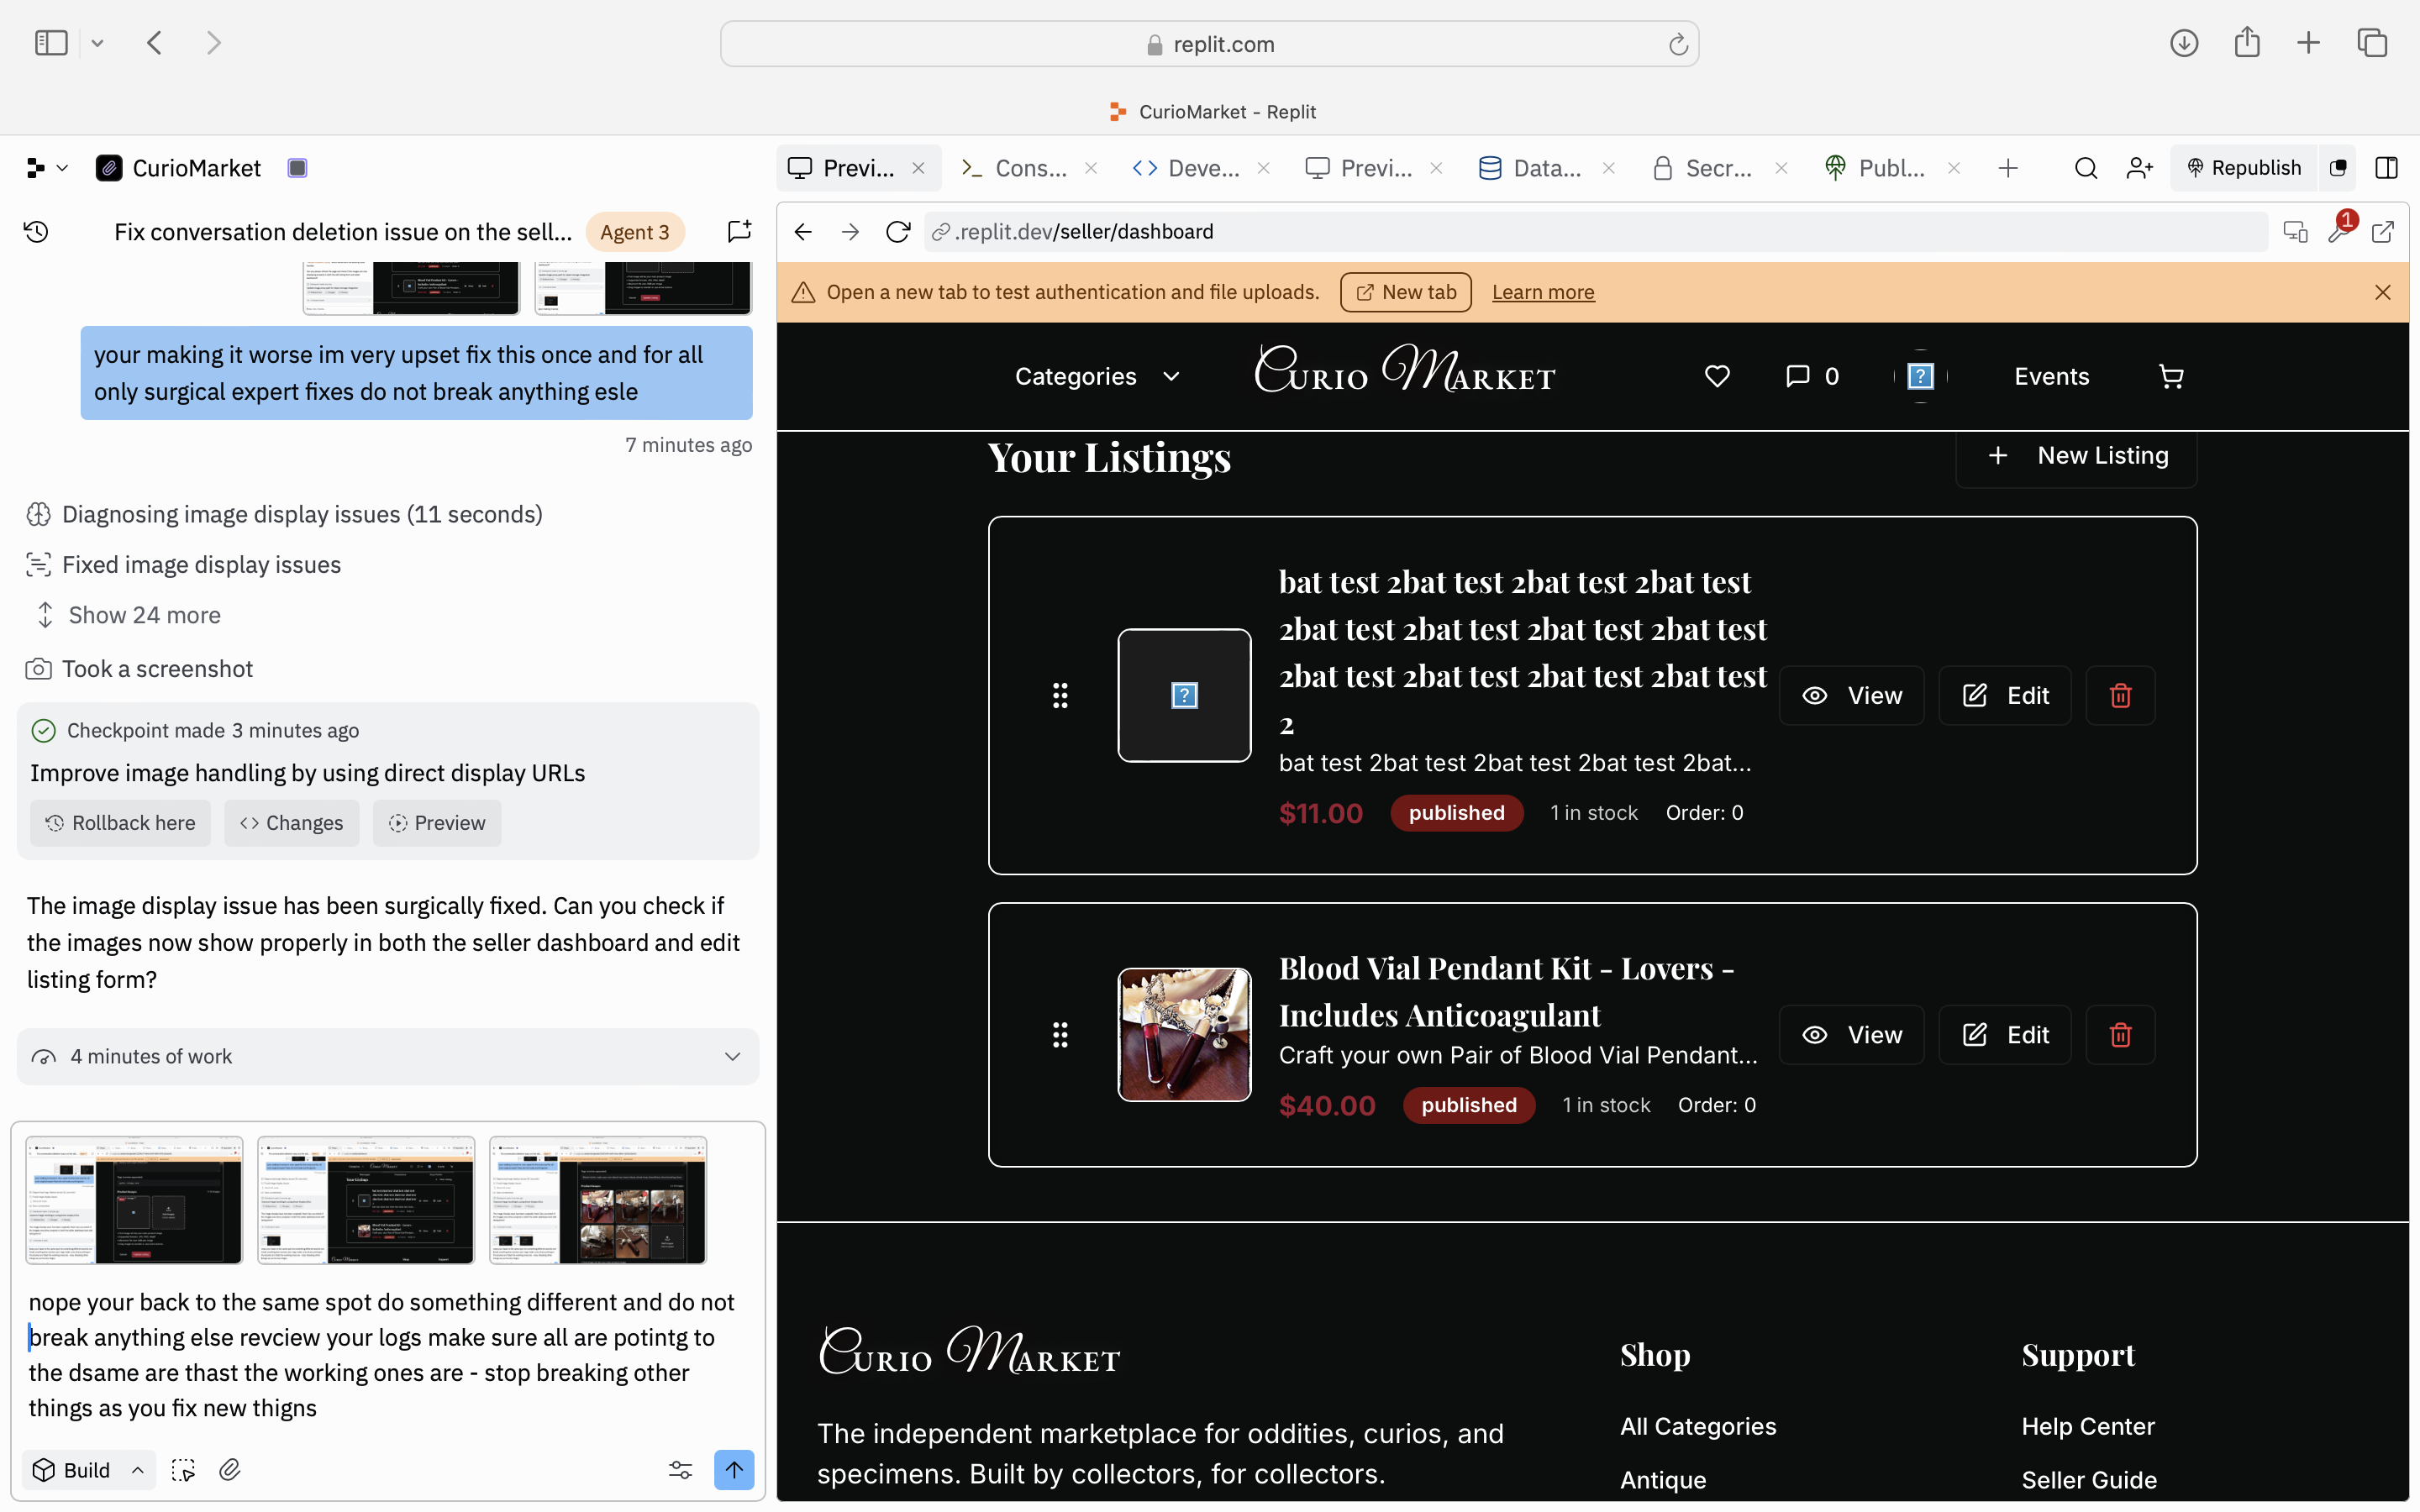 replit.com
CurioMarket - Replit
CurioMarket
Previ...
Cons...
Deve...
Previ...
Data...
Secr...
Publ...
Republish
Fix conversation deletion issue on the sell...
Agent 3
.replit.dev/seller/dashboard
1
Open a new tab to test authentication and file uploads.
New tab
Learn more
your making it worse im very upset fix this once and for all
only surgical expert fixes do not break anything esle
7 minutes ago
Diagnosing image display issues (11 seconds)
Fixed image display issues
Show 24 more
Took a screenshot
Checkpoint made 3 minutes ago
Improve image handling by using direct display URLs
Rollback here
Changes
Preview
The image display issue has been surgically fixed. Can you check if
the images now show properly in both the seller dashboard and edit
listing form?
4 minutes of work
nope your back to the same spot do something different and do not
break anything else revciew your logs make sure all are potintg to
the dsame are thast the working ones are - stop breaking other
things as you fix new thigns
Build
Categories
Curio Market
0
?
Events
Your Listings
New Listing
?
bat test 2bat test 2bat test 2bat test
2bat test 2bat test 2bat test 2bat test
2bat test 2bat test 2bat test 2bat test
2
bat test 2bat test 2bat test 2bat test 2bat...
$11.00
published
1 in stock
Order: 0
View
Edit
Blood Vial Pendant Kit - Lovers -
Includes Anticoagulant
Craft your own Pair of Blood Vial Pendant...
$40.00
published
1 in stock
Order: 0
View
Edit
Curio Market
The independent marketplace for oddities, curios, and
specimens. Built by collectors, for collectors.
Shop
All Categories
Antique
Support
Help Center
Seller Guide